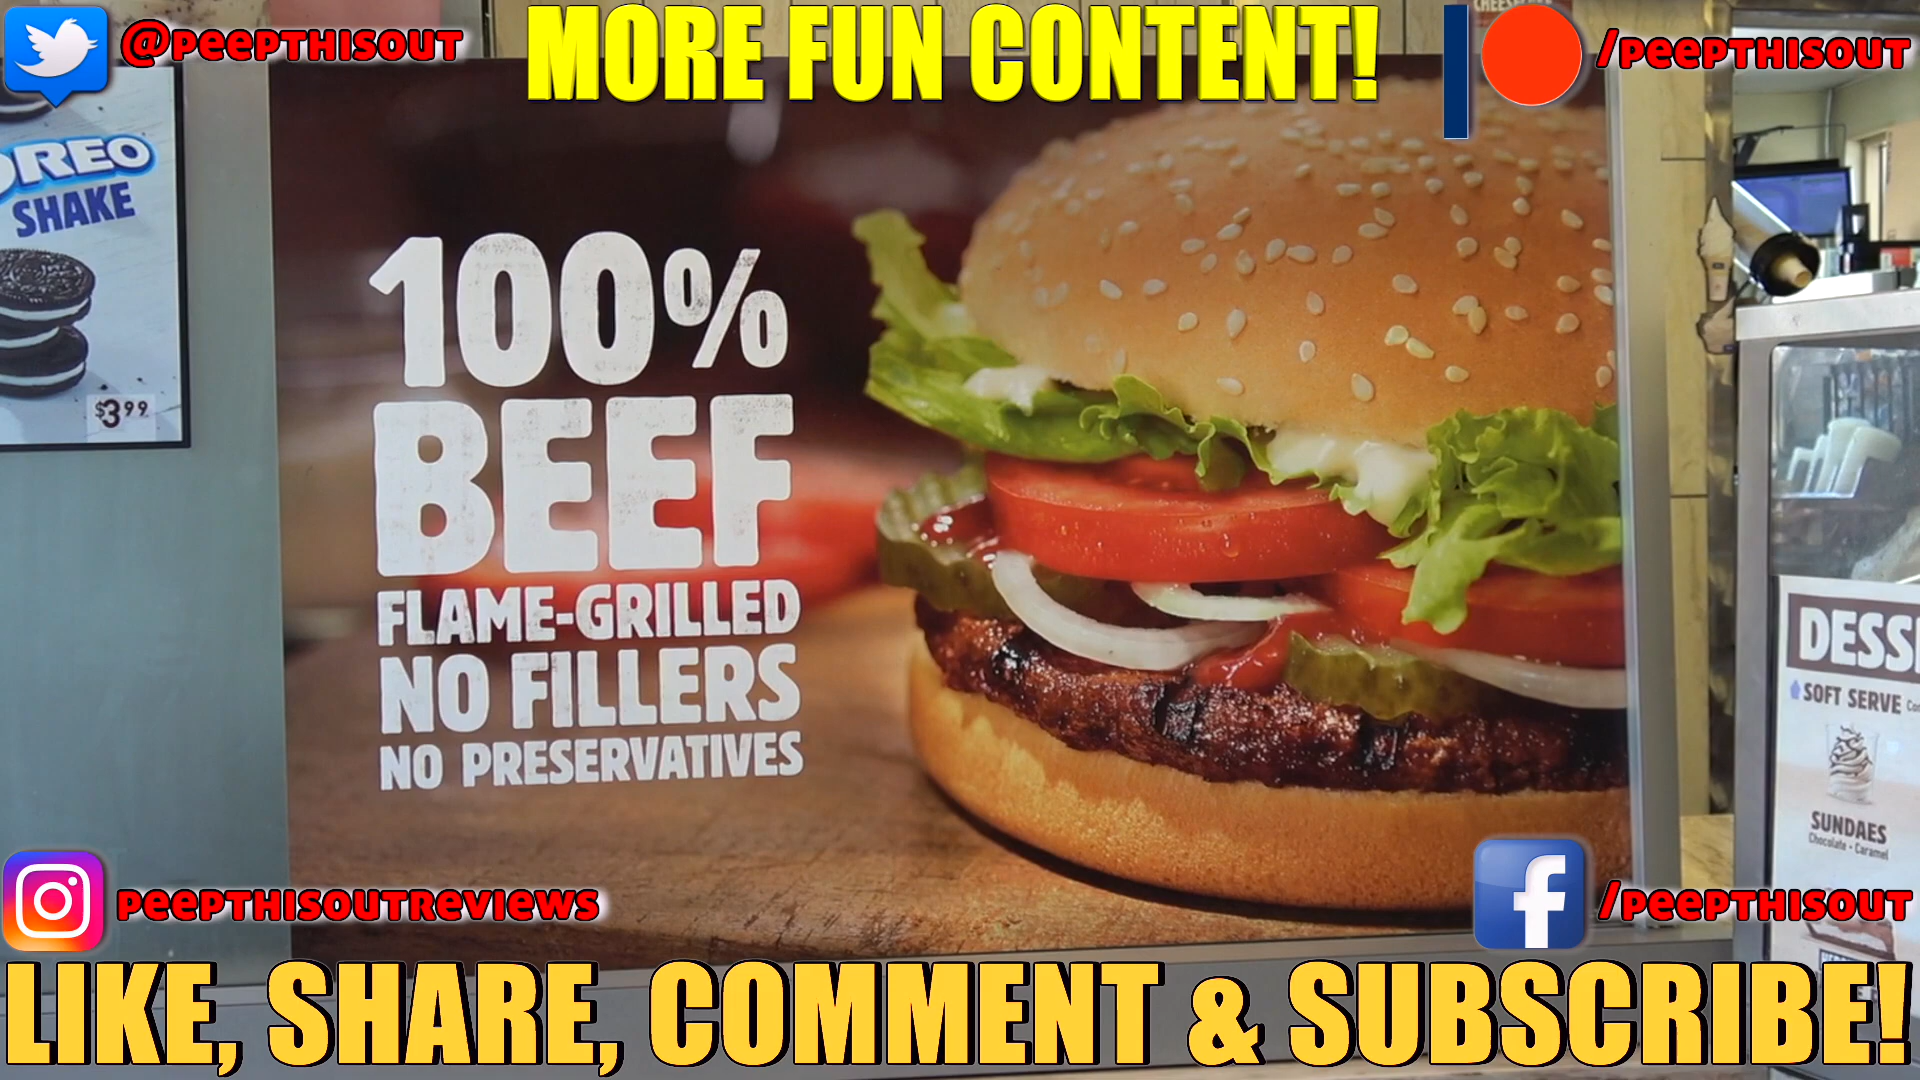 @PEEPTHISOUT
MORE FUN CONTENT!
/PEEPTHISOUT
OREO
SHAKE
$3.99
100%
BEEF
FLAME-GRILLED
NO FILLERS
NO PRESERVATIVES
SOFT SERVE
SUNDAES
Chocolate • Caramel
PEEPTHISOUTREVIEWS
/PEEPTHISOUT
LIKE, SHARE, COMMENT & SUBSCRIBE!